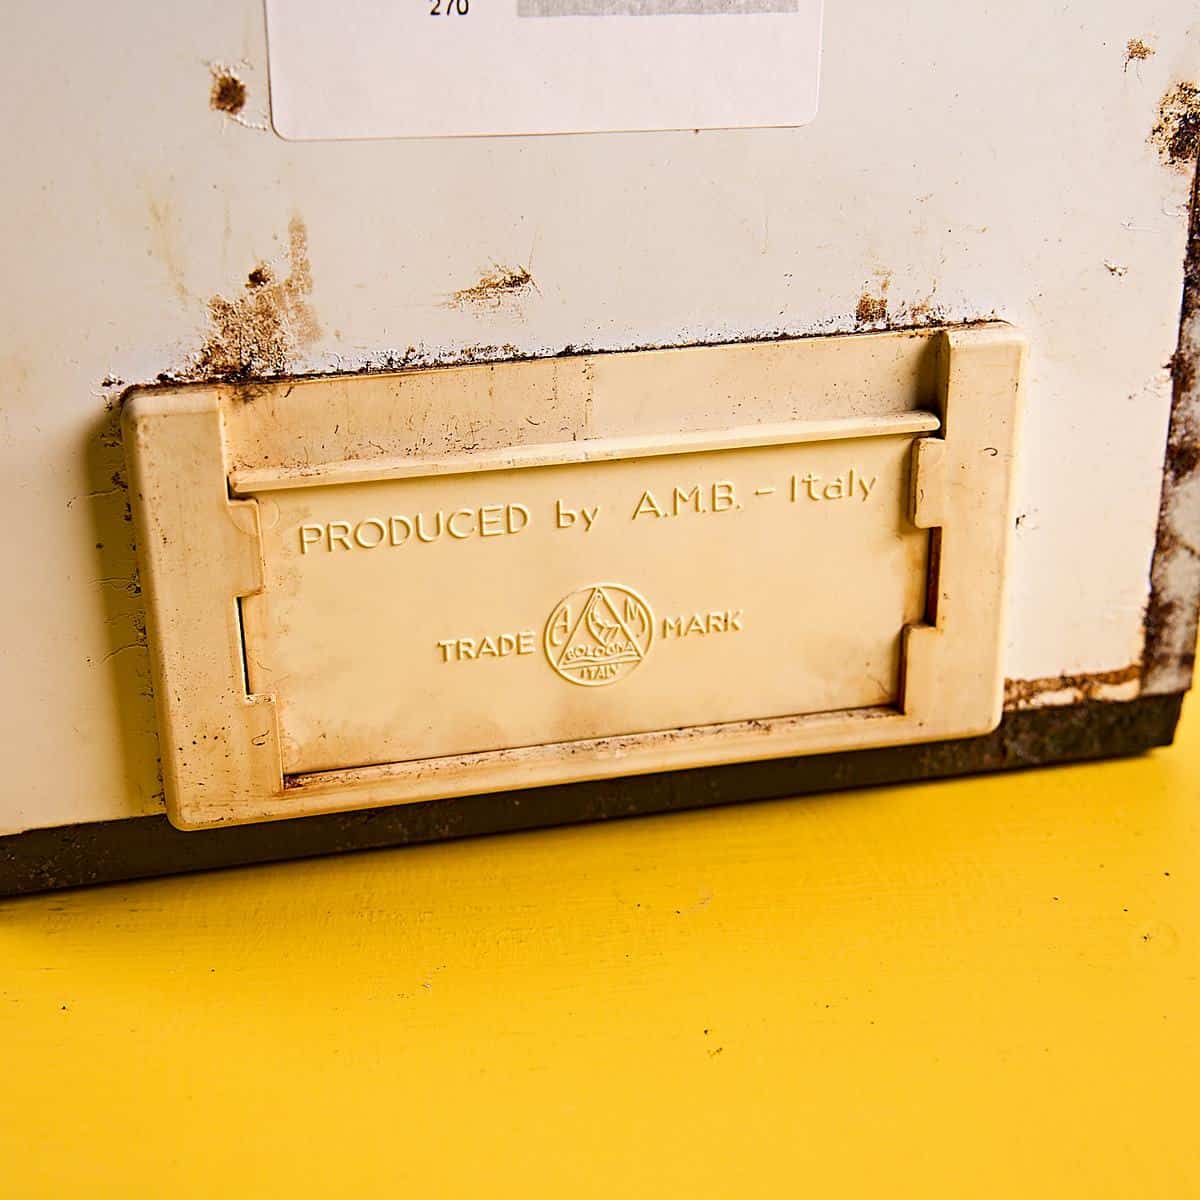 270
PRODUCED by A.M.B. - Italy
TRADE MARK
A M
BOLOGNA
ITALY